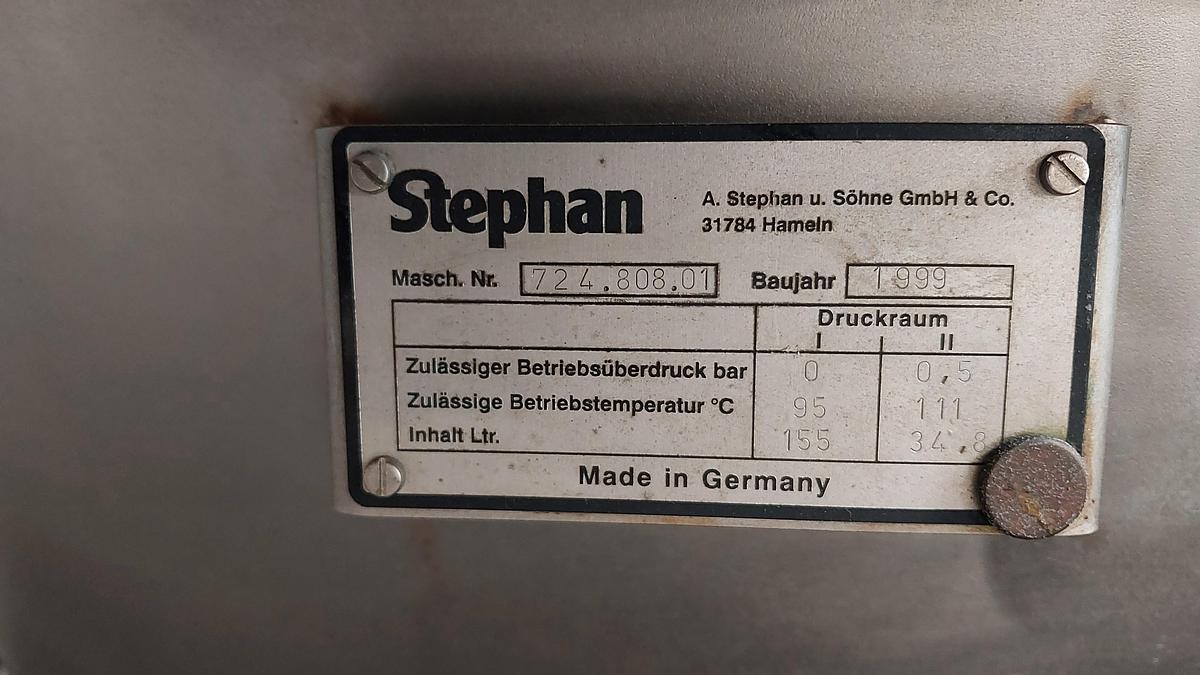 Stephan
A. Stephan u. Söhne GmbH & Co.
31784 Hameln
Masch. Nr. 724.808.01 Baujahr 1999
Druckraum
I II
Zulässiger Betriebsüberdruck bar 0 0,5
Zulässige Betriebstemperatur °C 95 111
Inhalt Ltr. 155 34,8
Made in Germany